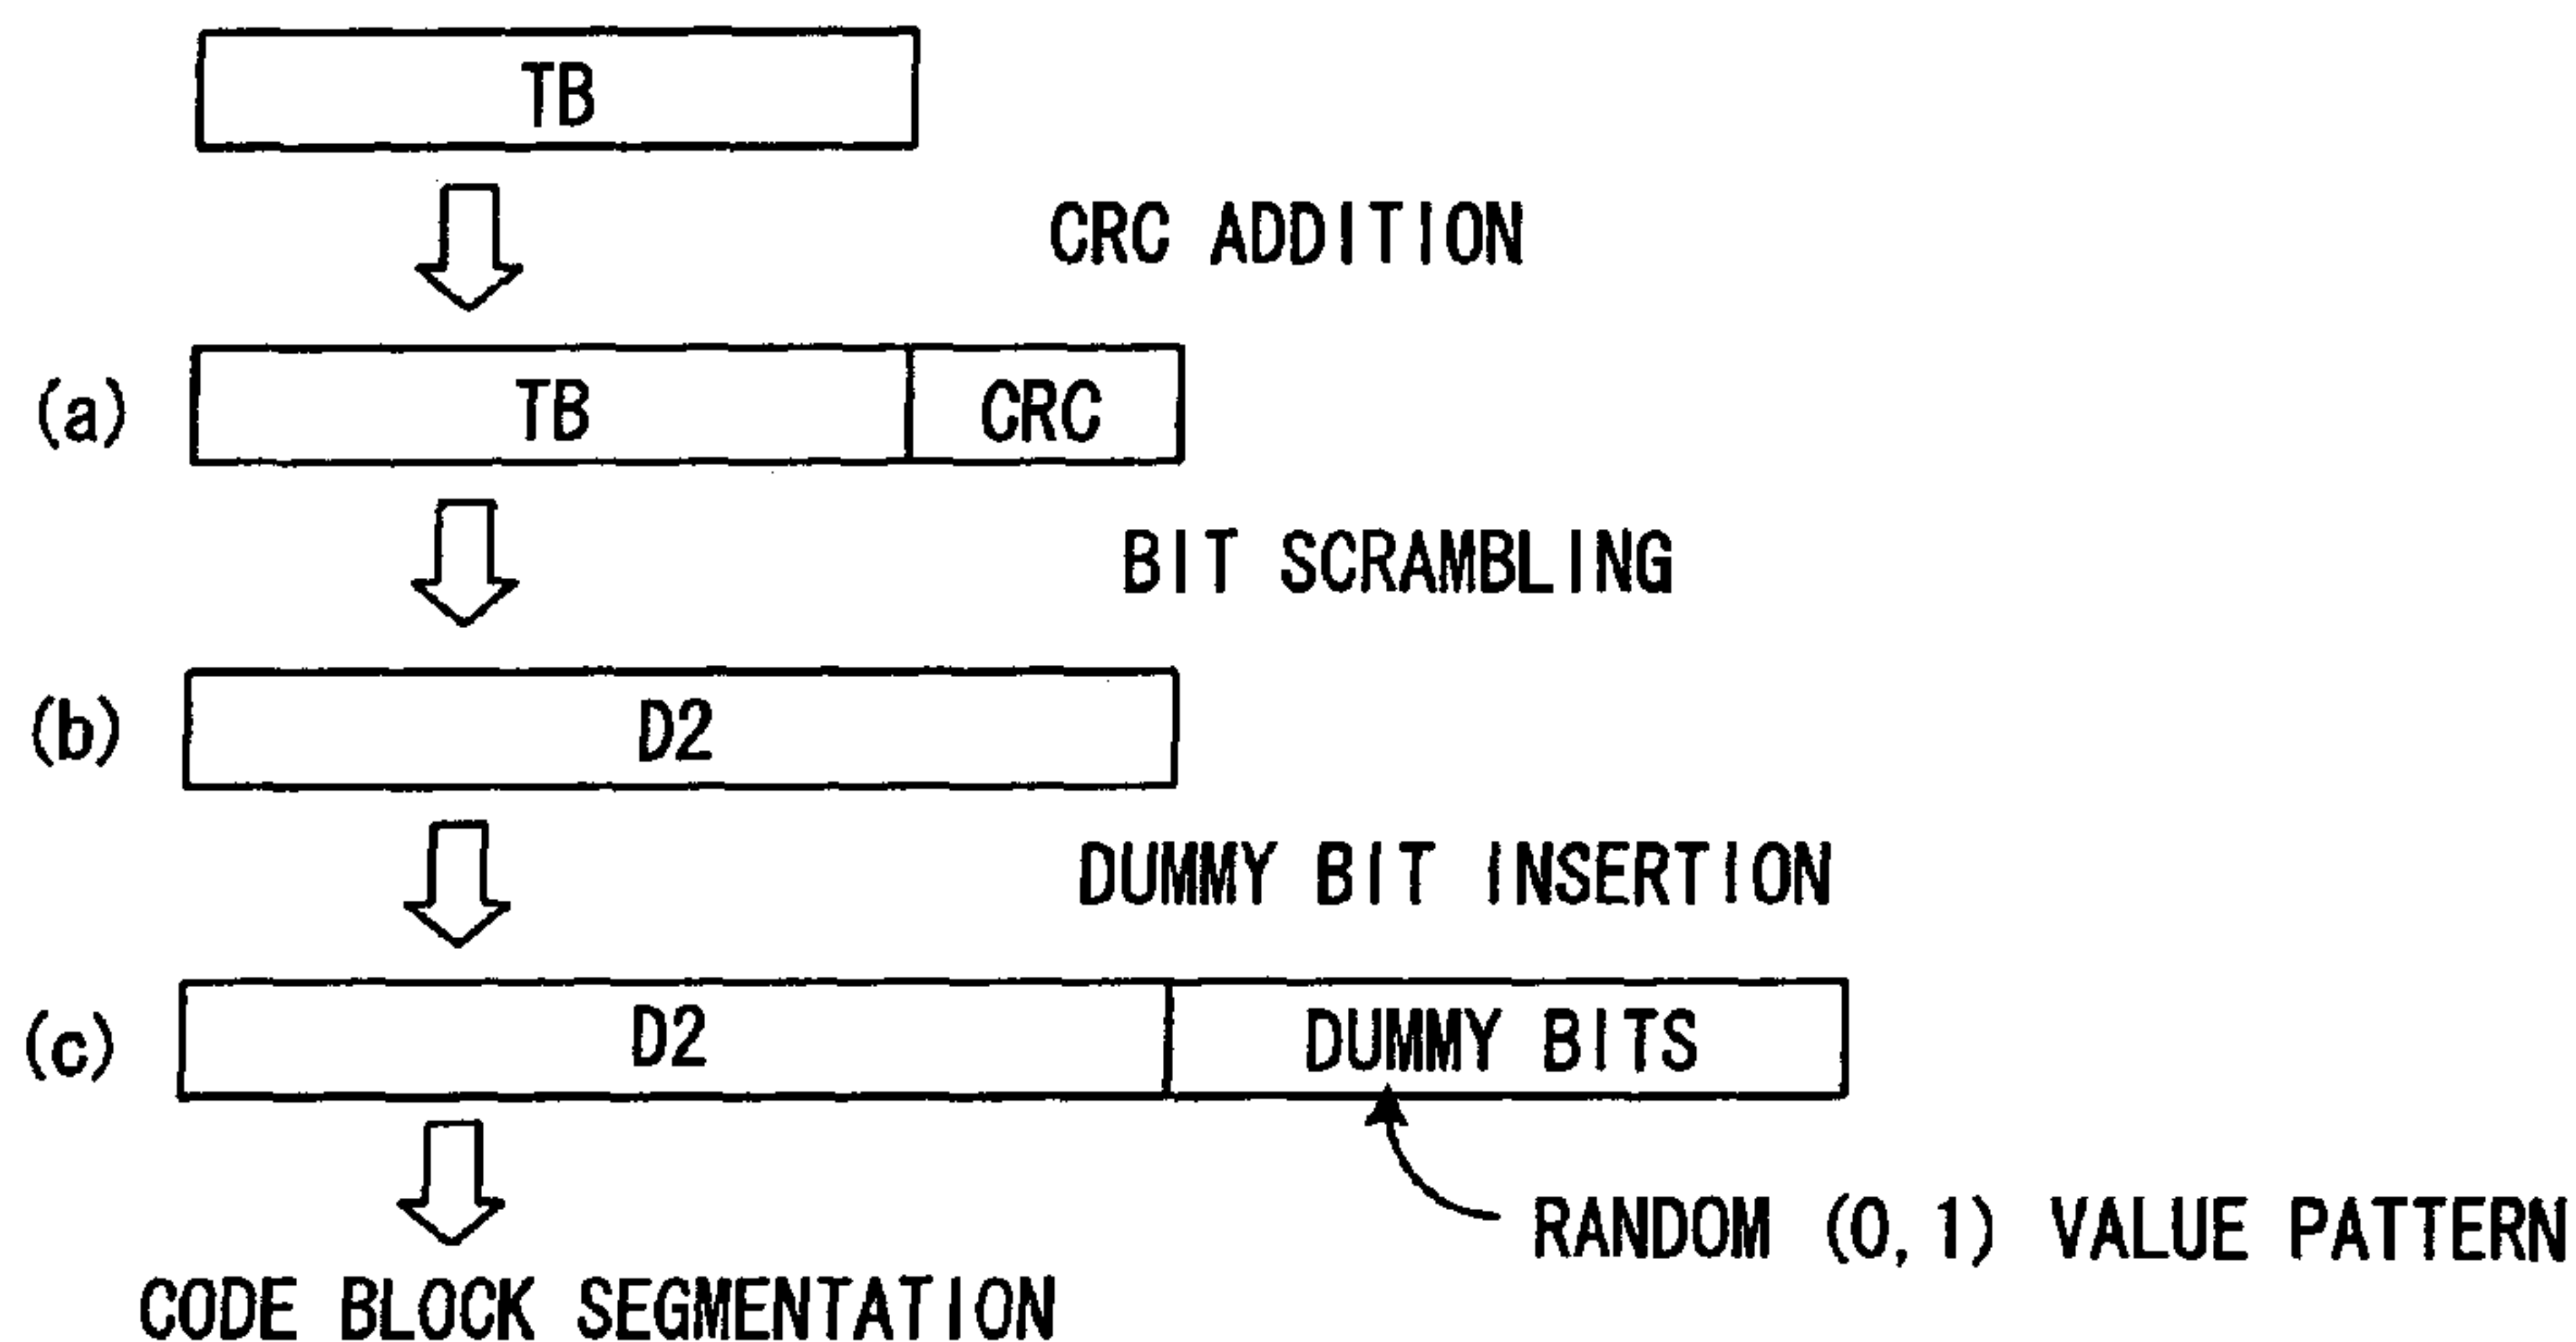 TB
CRC ADDITION
(a) TB CRC
BIT SCRAMBLING
(b) D2
DUMMY BIT INSERTION
(c) D2 DUMMY BITS
RANDOM (0,1) VALUE PATTERN
CODE BLOCK SEGMENTATION